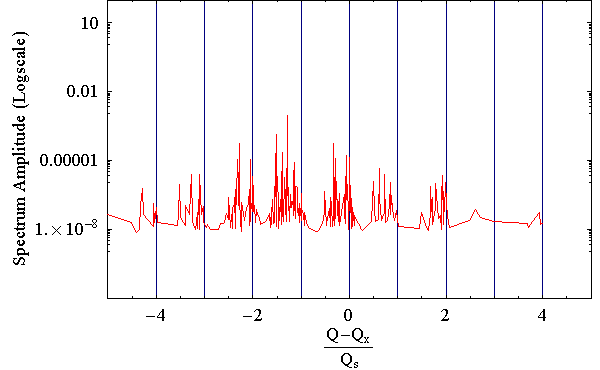 Spectrum Amplitude (Logscale)
10
0.01
0.00001
1.×10⁻⁸
−4 −2 0 2 4
Q−Qₓ
Qₛ